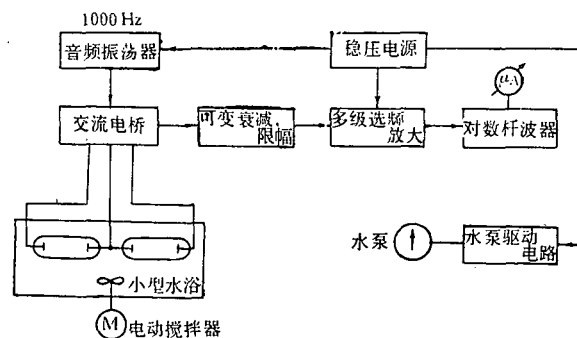 1000 Hz
音频振荡器
稳压电源
μA
交流电桥
可变衰减,
限幅
多级选频
放大
对数杆波器
水泵
水泵驱动
电路
小型水浴
M
电动搅拌器